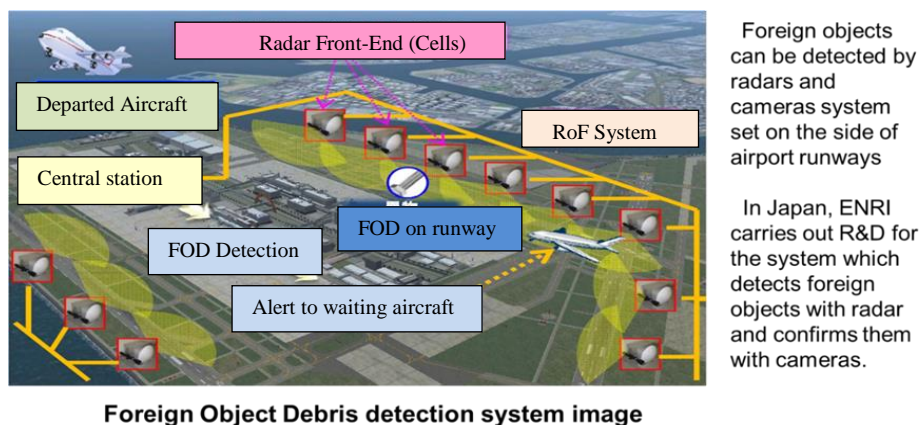 Radar Front-End (Cells)
Departed Aircraft
RoF System
Central station
FOD on runway
FOD Detection
Alert to waiting aircraft
Foreign objects
can be detected by
radars and
cameras system
set on the side of
airport runways
In Japan, ENRI
carries out R&D for
the system which
detects foreign
objects with radar
and confirms them
with cameras.
Foreign Object Debris detection system image